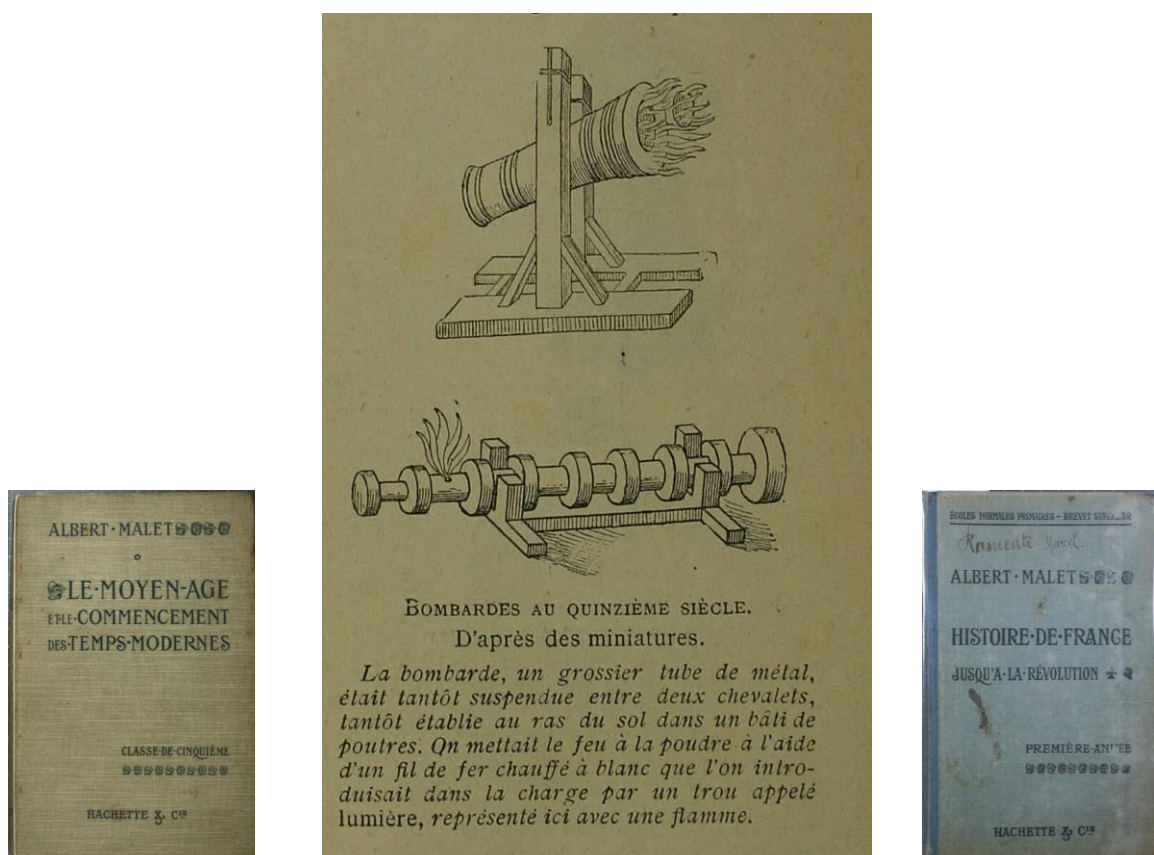 ALBERT·MALET
LE·MOYEN-AGE
ET·LE·COMMENCEMENT
DES·TEMPS·MODERNES
CLASSE·DE·CINQUIÈME
HACHETTE & Cie
BOMBARDES AU QUINZIÈME SIÈCLE.
D'après des miniatures.
La bombarde, un grossier tube de métal,
était tantôt suspendue entre deux chevalets,
tantôt établie au ras du sol dans un bâti de
poutres. On mettait le feu à la poudre à l'aide
d'un fil de fer chauffé à blanc que l'on intro-
duisait dans la charge par un trou appelé
lumière, représenté ici avec une flamme.
ÉCOLES NORMALES PRIMAIRES – BREVET SUPÉRIEUR
ALBERT·MALET
HISTOIRE·DE·FRANCE
JUSQU'A·LA·RÉVOLUTION
PREMIÈRE·ANNÉE
HACHETTE & Cie